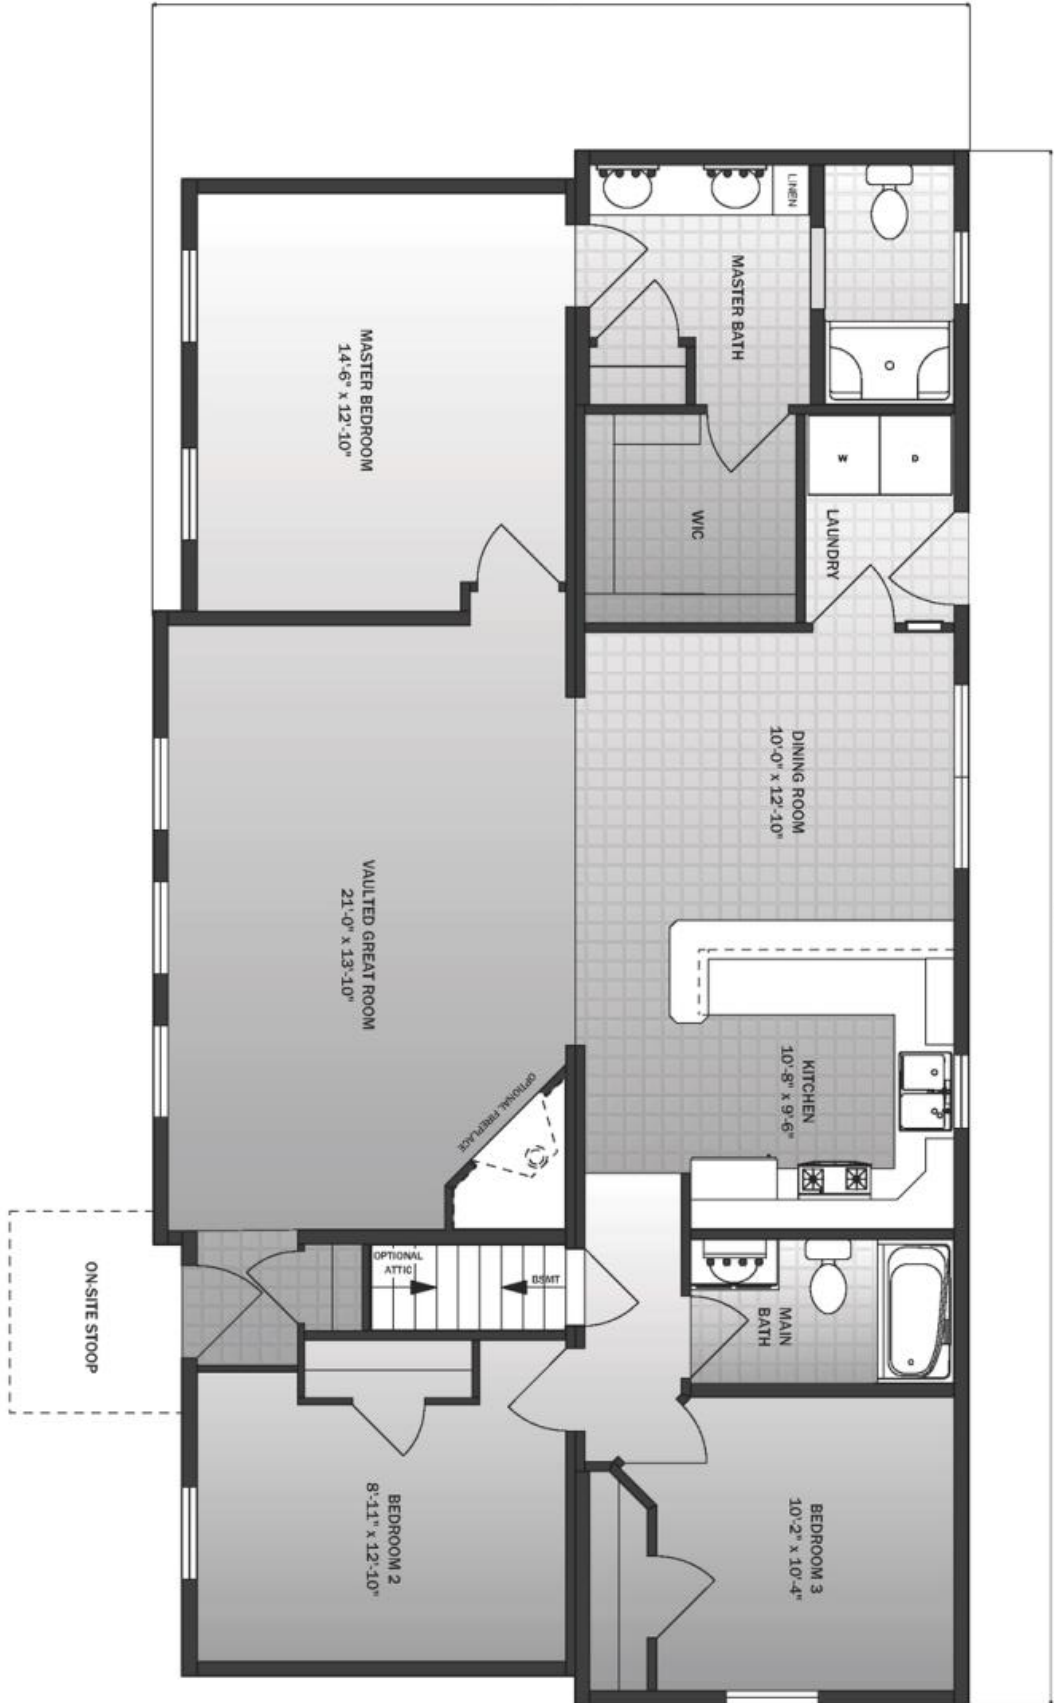 LINEN
MASTER BATH
MASTER BEDROOM
14'-6" x 12'-10"
WIC
W
D
LAUNDRY
DINING ROOM
10'-0" x 12'-10"
VAULTED GREAT ROOM
21'-0" x 13'-10"
KITCHEN
10'-8" x 9'-6"
OPTIONAL FIREPLACE
OPTIONAL
ATTIC
BSMT
MAIN
BATH
ON-SITE STOOP
BEDROOM 2
8'-11" x 12'-10"
BEDROOM 3
10'-2" x 10'-4"